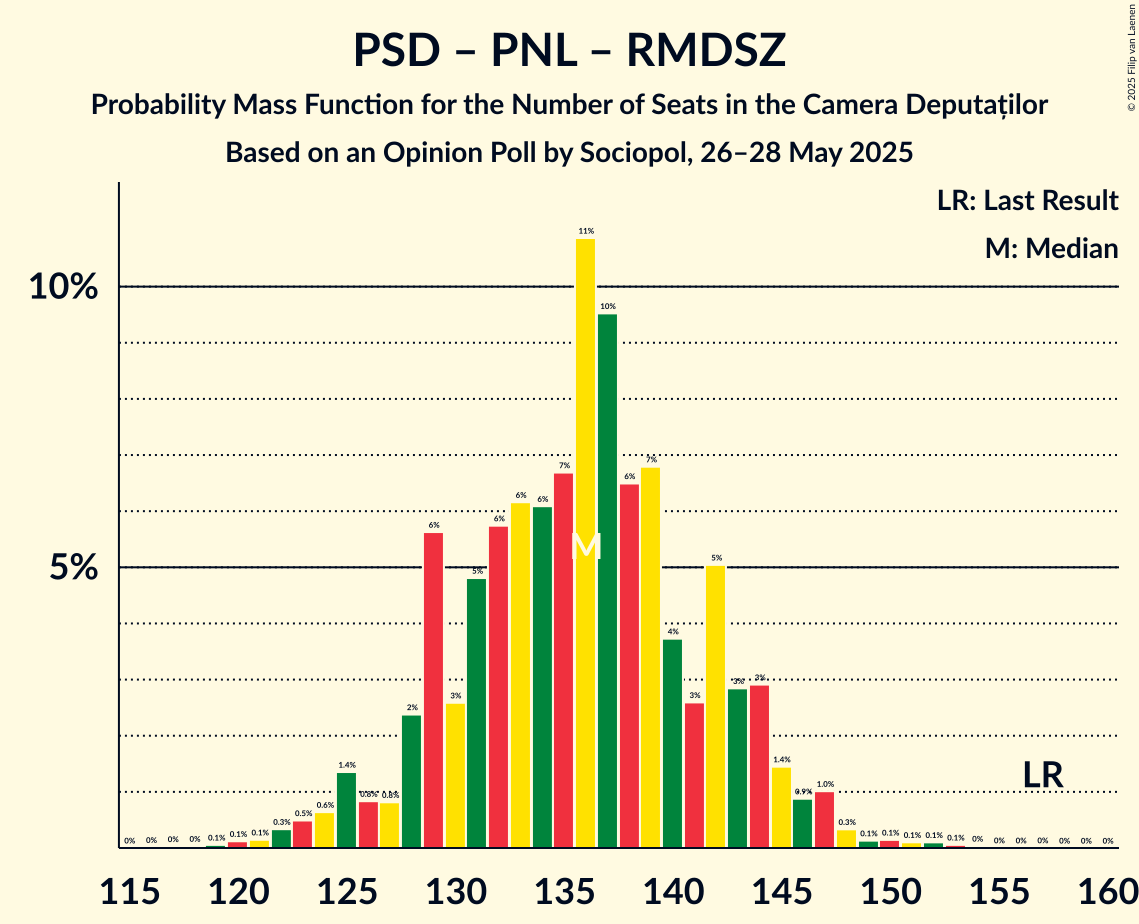 PSD – PNL – RMDSZ
Probability Mass Function for the Number of Seats in the Camera Deputaților
Based on an Opinion Poll by Sociopol, 26–28 May 2025
© 2025 Filip van Laenen
LR: Last Result
M: Median
10%
5%
0% 0% 0% 0% 0.1% 0.1% 0.1% 0.3% 0.5% 0.6% 1.4% 0.8% 0.8% 2% 6% 3% 5% 6% 6% 6% 7% 11% 10% 6% 7% 4% 3% 5% 3% 3% 1.4% 0.9% 1.0% 0.3% 0.1% 0.1% 0.1% 0.1% 0.1% 0% 0% 0% 0% 0% 0% 0%
M
LR
115 120 125 130 135 140 145 150 155 160